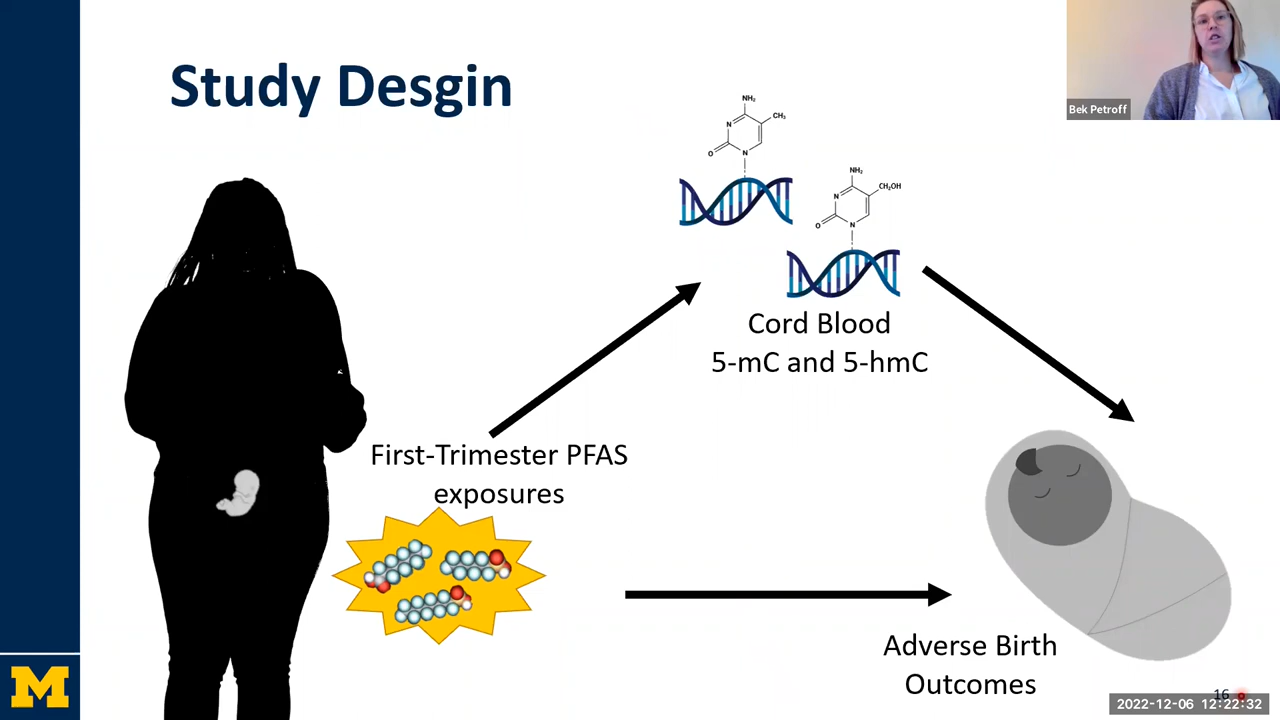 Study Desgin
Bek Petroff
NH₂
N
CH₃
O
N
NH₂
N
CH₂OH
O
N
Cord Blood
5-mC and 5-hmC
First-Trimester PFAS
exposures
Adverse Birth
Outcomes
M
16
2022-12-06 12:22:32